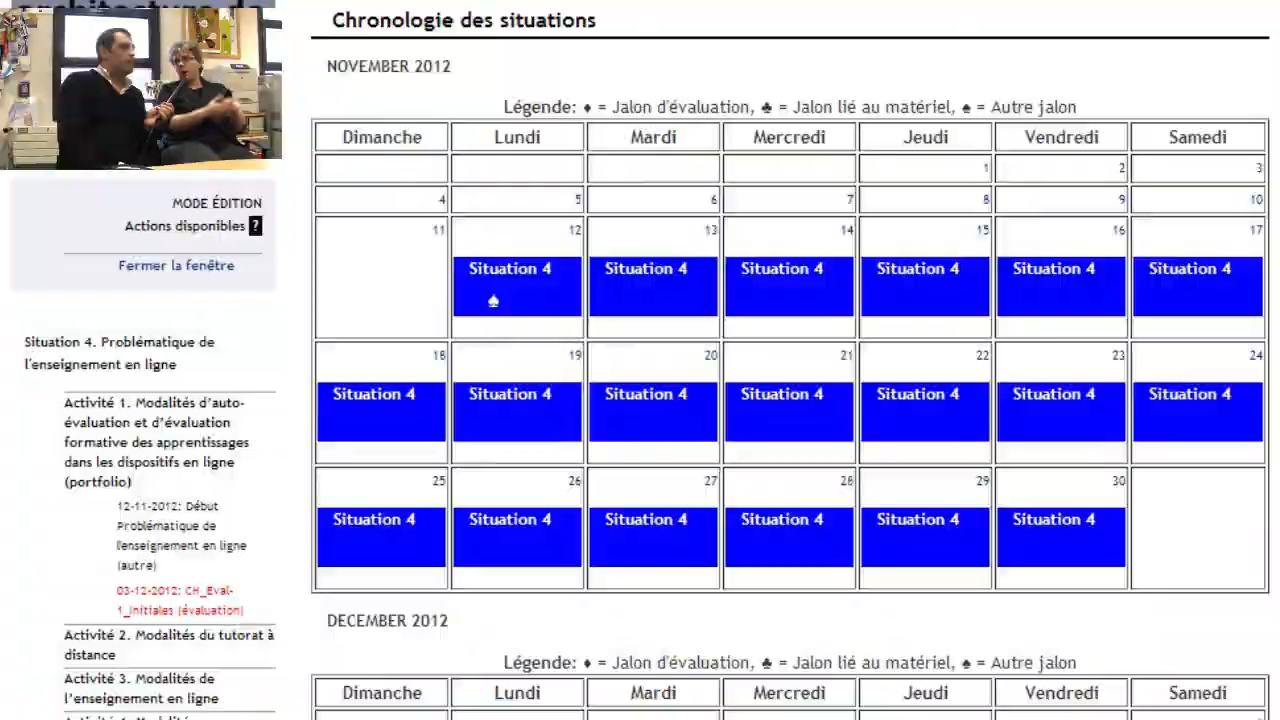 Chronologie des situations
NOVEMBER 2012
Légende: ♦ = Jalon d'évaluation, ♣ = Jalon lié au matériel, ♠ = Autre jalon
Dimanche Lundi Mardi Mercredi Jeudi Vendredi Samedi
1 2 3
4 5 6 7 8 9 10
11 12 13 14 15 16 17
Situation 4 Situation 4 Situation 4 Situation 4 Situation 4 Situation 4
♠
18 19 20 21 22 23 24
Situation 4 Situation 4 Situation 4 Situation 4 Situation 4 Situation 4 Situation 4
25 26 27 28 29 30
Situation 4 Situation 4 Situation 4 Situation 4 Situation 4 Situation 4
DECEMBER 2012
Légende: ♦ = Jalon d'évaluation, ♣ = Jalon lié au matériel, ♠ = Autre jalon
Dimanche Lundi Mardi Mercredi Jeudi Vendredi Samedi
MODE ÉDITION
Actions disponibles ?
Fermer la fenêtre
Situation 4. Problématique de
l'enseignement en ligne
Activité 1. Modalités d'auto-
évaluation et d'évaluation
formative des apprentissages
dans les dispositifs en ligne
(portfolio)
12-11-2012: Début
Problématique de
l'enseignement en ligne
(autre)
03-12-2012: CH_Eval-
1_Initiales (évaluation)
Activité 2. Modalités du tutorat à
distance
Activité 3. Modalités de
l'enseignement en ligne